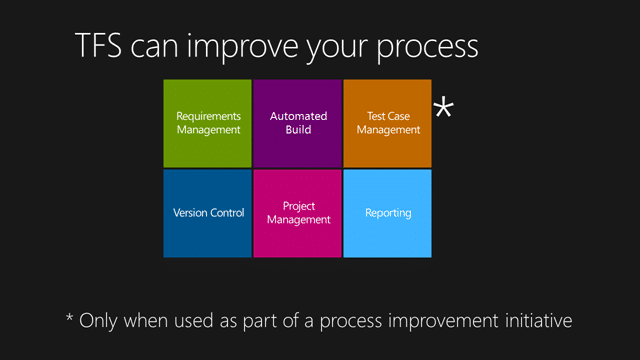 TFS can improve your process
Requirements
Management
Automated
Build
Test Case
Management
*
Version Control
Project
Management
Reporting
* Only when used as part of a process improvement initiative